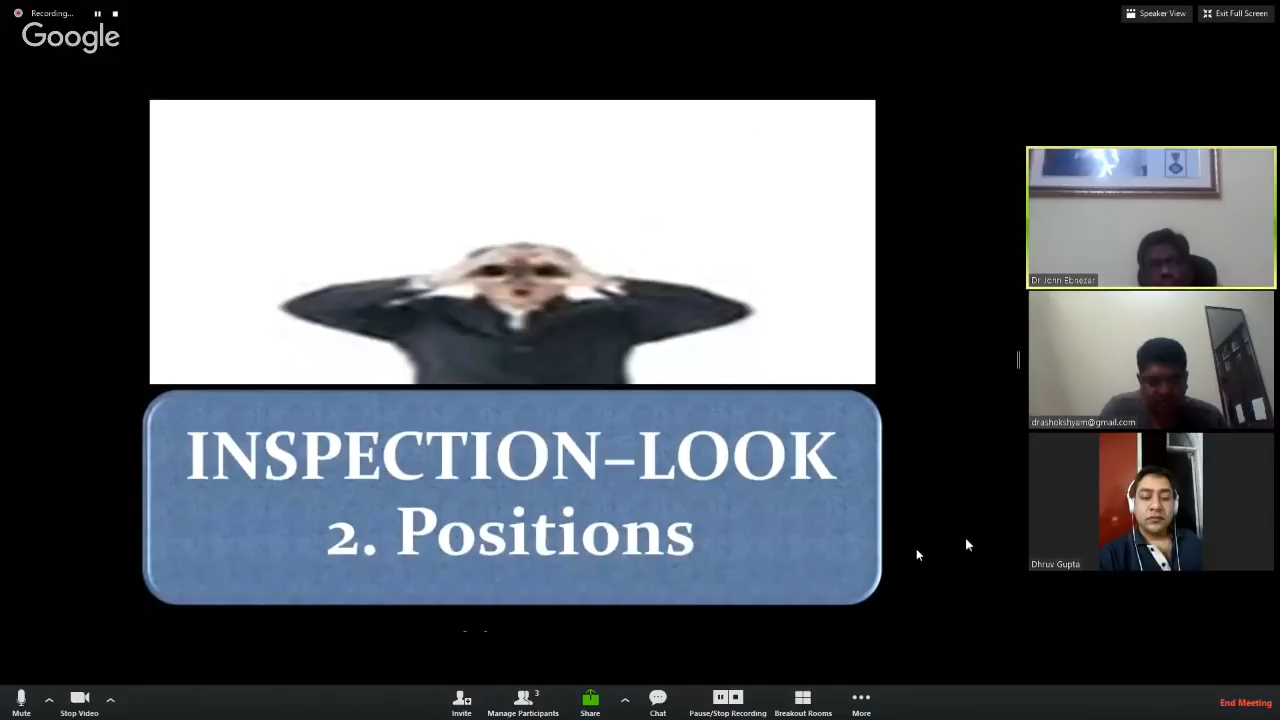 Recording...
Speaker View
Exit Full Screen
Google
INSPECTION–LOOK
2. Positions
Dr John Ebnezar
drashokshyam@gmail.com
Dhruv Gupta
Mute
Stop Video
Invite
3
Manage Participants
Share
Chat
Pause/Stop Recording
Breakout Rooms
More
End Meeting